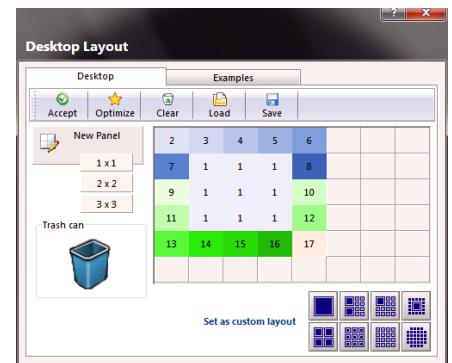 ?
x
Desktop Layout
Desktop Examples
Accept Optimize Clear Load Save
New Panel
1 x 1
2 x 2
3 x 3
Trash can
2 3 4 5 6
7 1 1 1 8
9 1 1 1 10
11 1 1 1 12
13 14 15 16 17
Set as custom layout